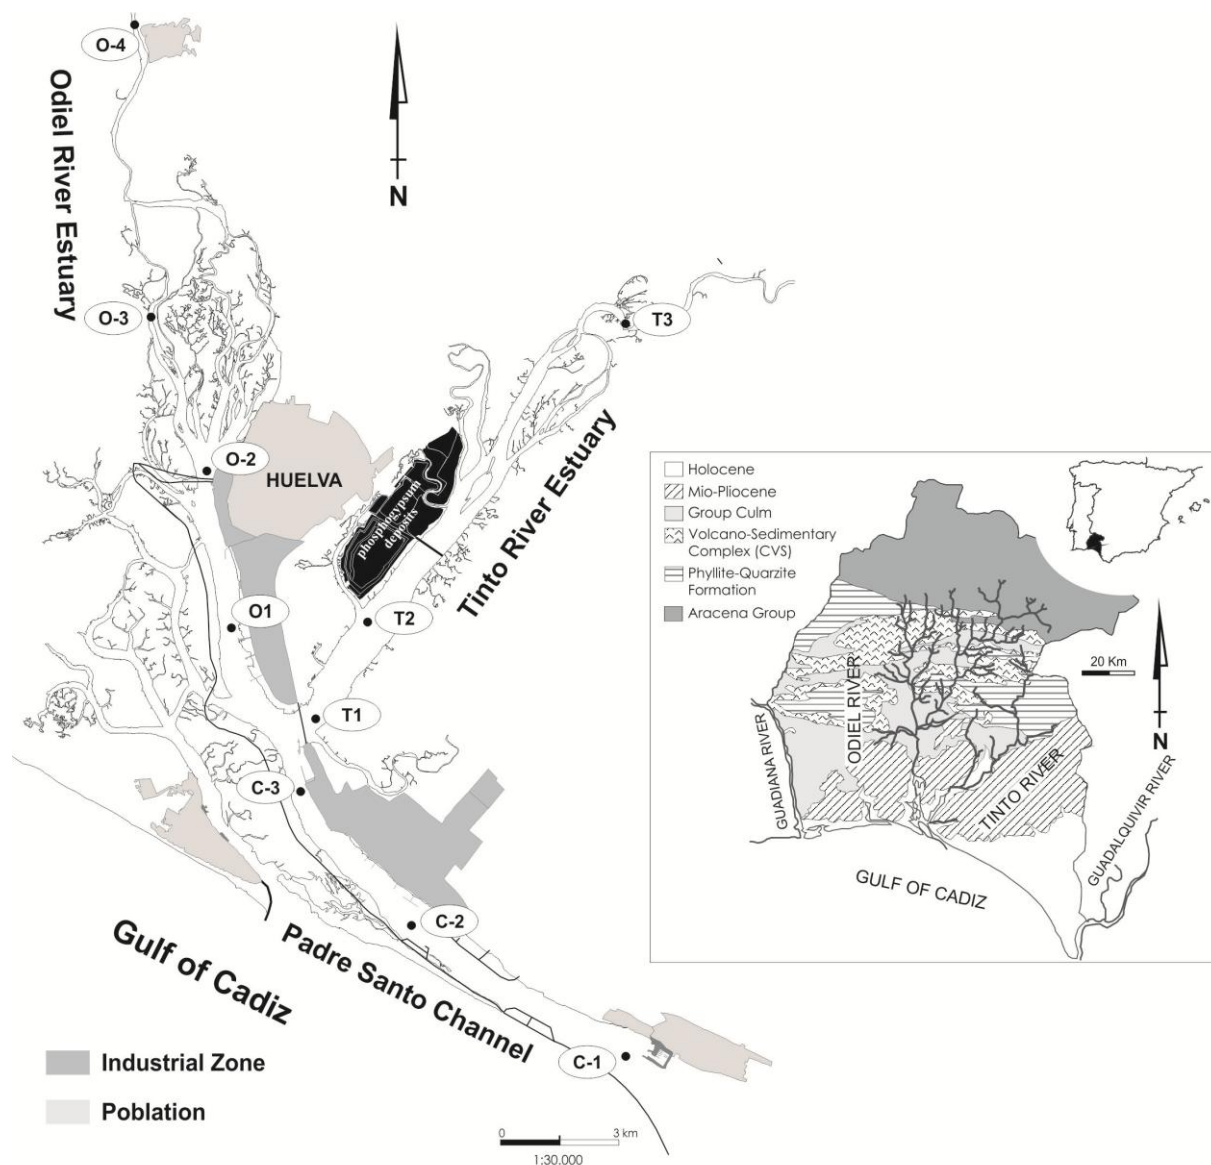 O-4
Odiel River Estuary
N
O-3
T3
O-2
HUELVA
phosphogypsum
deposits
Tinto River Estuary
O1
T2
T1
C-3
C-2
Gulf of Cadiz
Padre Santo Channel
C-1
Industrial Zone
Poblation
0 3 km
1:30.000
Holocene
Mio-Pliocene
Group Culm
Volcano-Sedimentary
Complex (CVS)
Phyllite-Quarzite
Formation
Aracena Group
20 Km
N
GUADIANA RIVER
ODIEL RIVER
TINTO RIVER
GUADALQUIVIR RIVER
GULF OF CADIZ